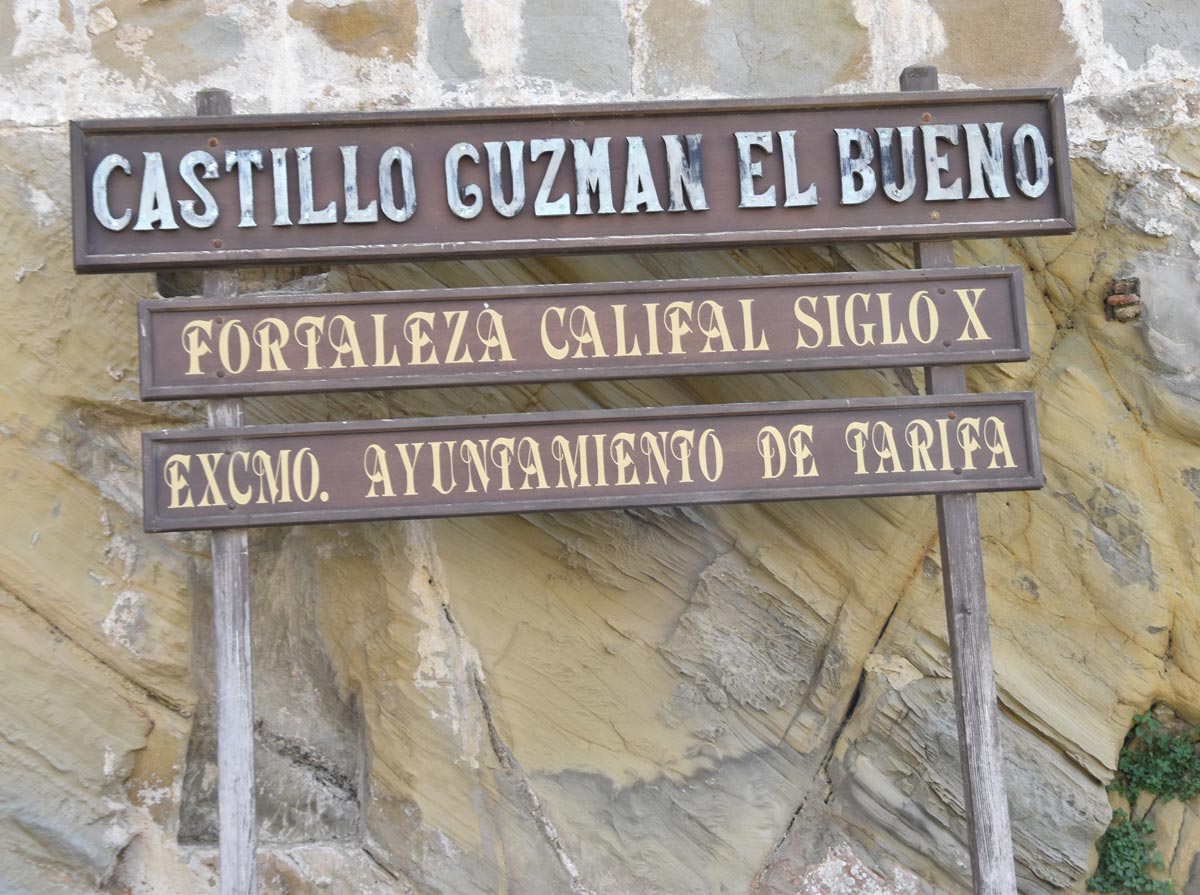 CASTILLO GUZMAN EL BUENO
FORTALEZA CALIFAL SIGLO X
EXCMO. AYUNTAMIENTO DE TARIFA